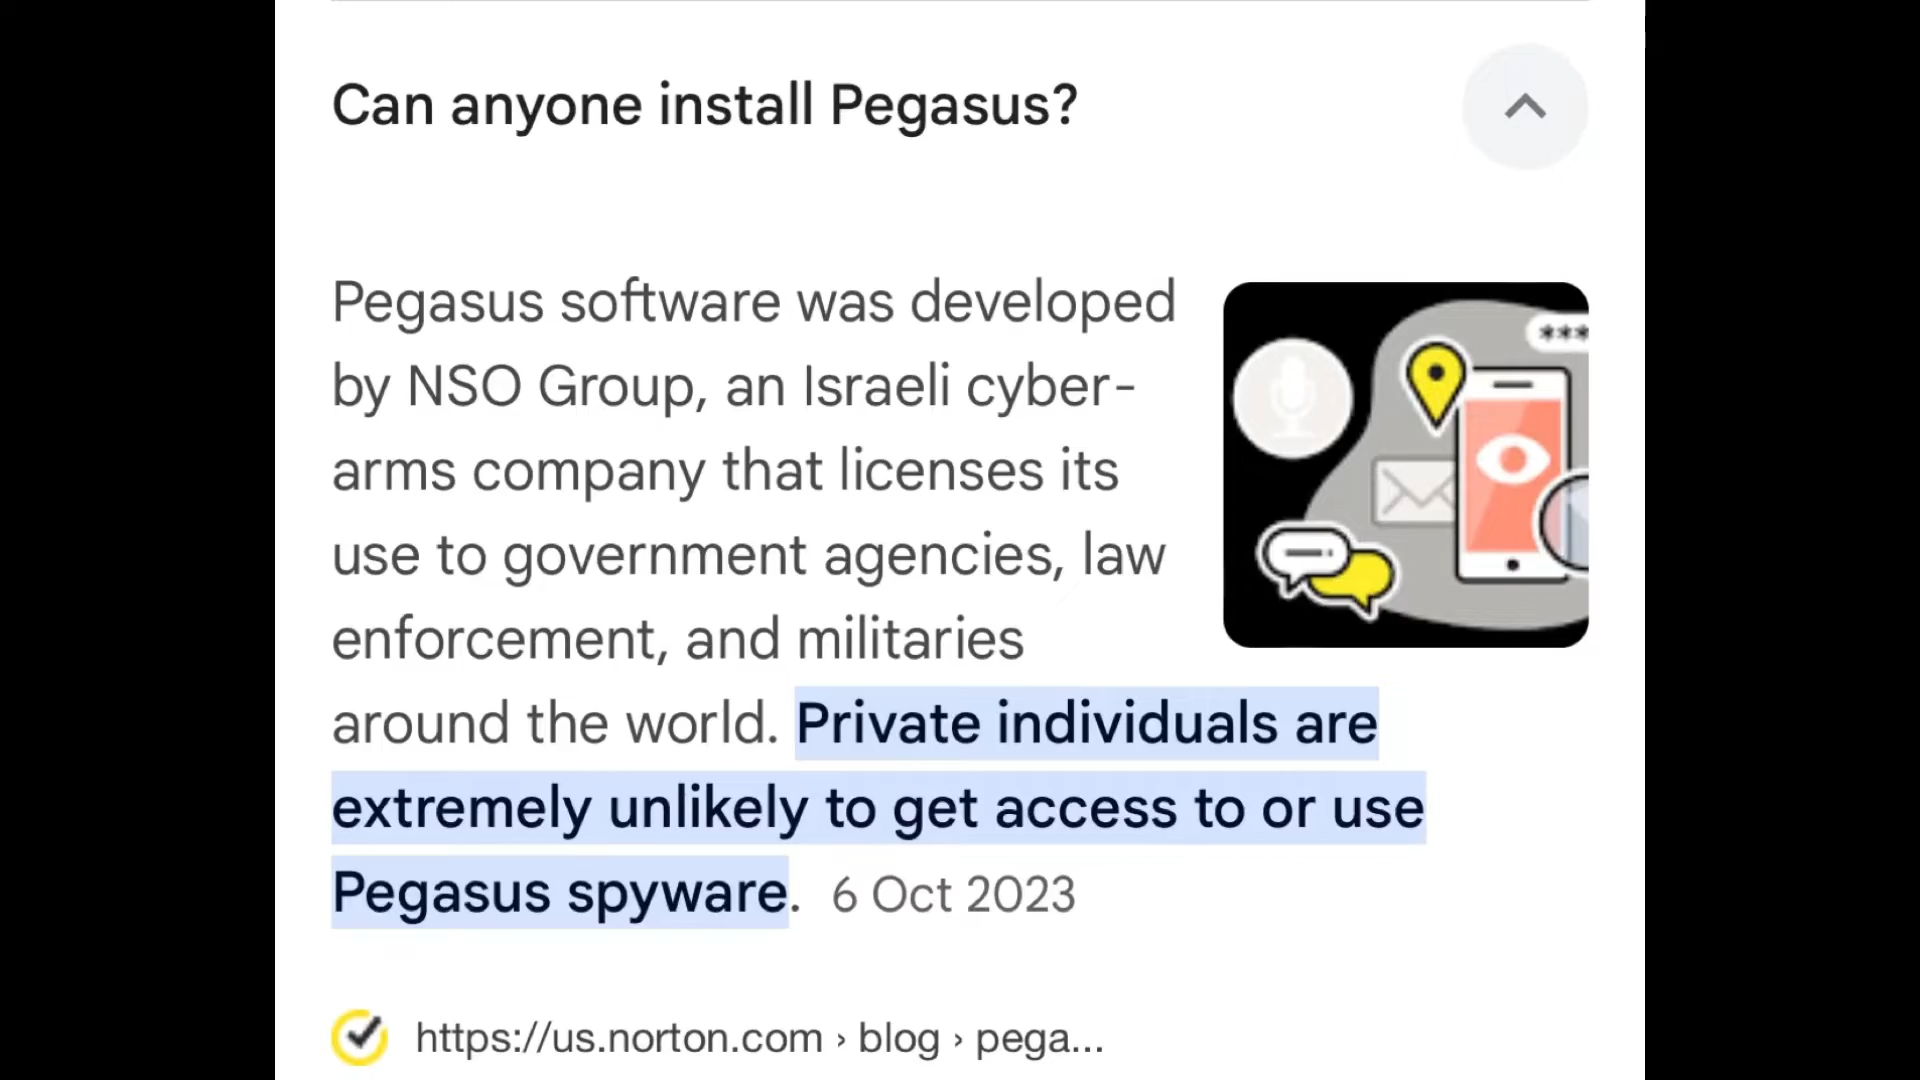 Can anyone install Pegasus?
Pegasus software was developed
by NSO Group, an Israeli cyber-
arms company that licenses its
use to government agencies, law
enforcement, and militaries
around the world. Private individuals are
extremely unlikely to get access to or use
Pegasus spyware. 6 Oct 2023
***
https://us.norton.com › blog › pega...